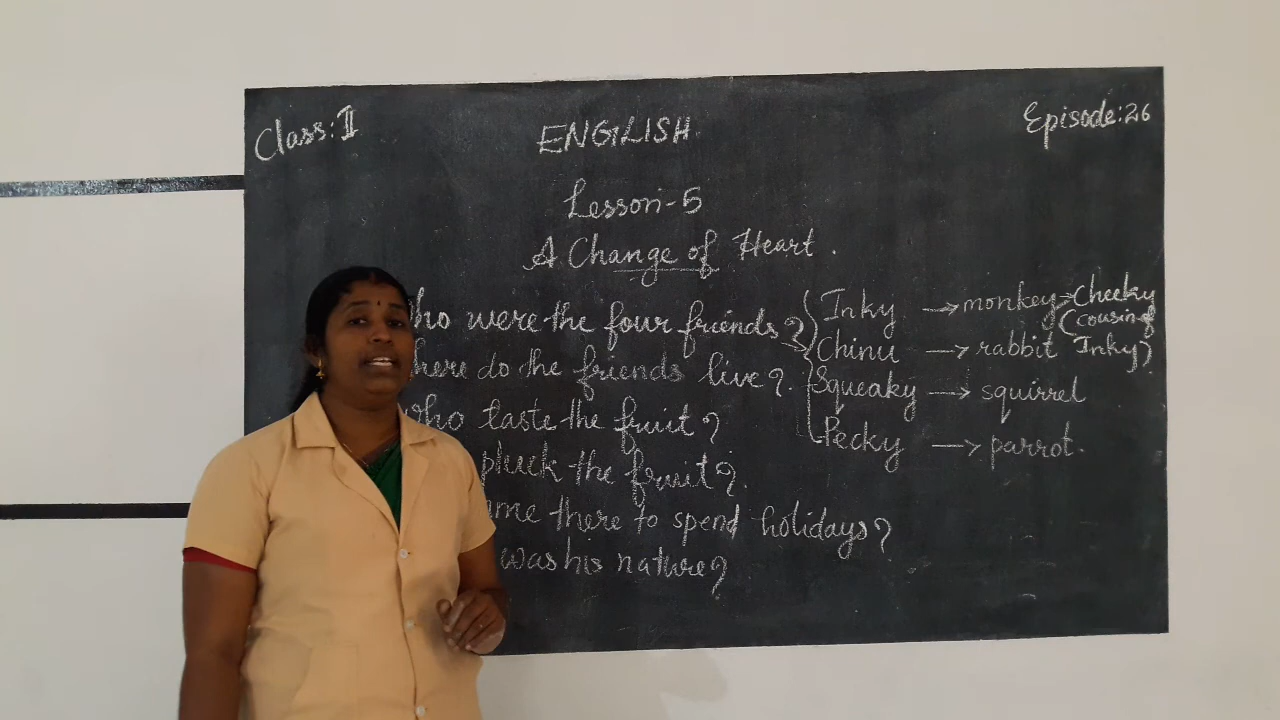 Class: II
ENGLISH
Episode: 26
Lesson-5
A Change of Heart.
ho were the four friends?
here do the friends live?
who taste the fruit?
pluck the fruit?
me there to spend holidays?
was his nature?
Inky → monkey → Cheeky
(cousin of
Chinu → rabbit Inky)
Squeaky → squirrel
Pecky → parrot.